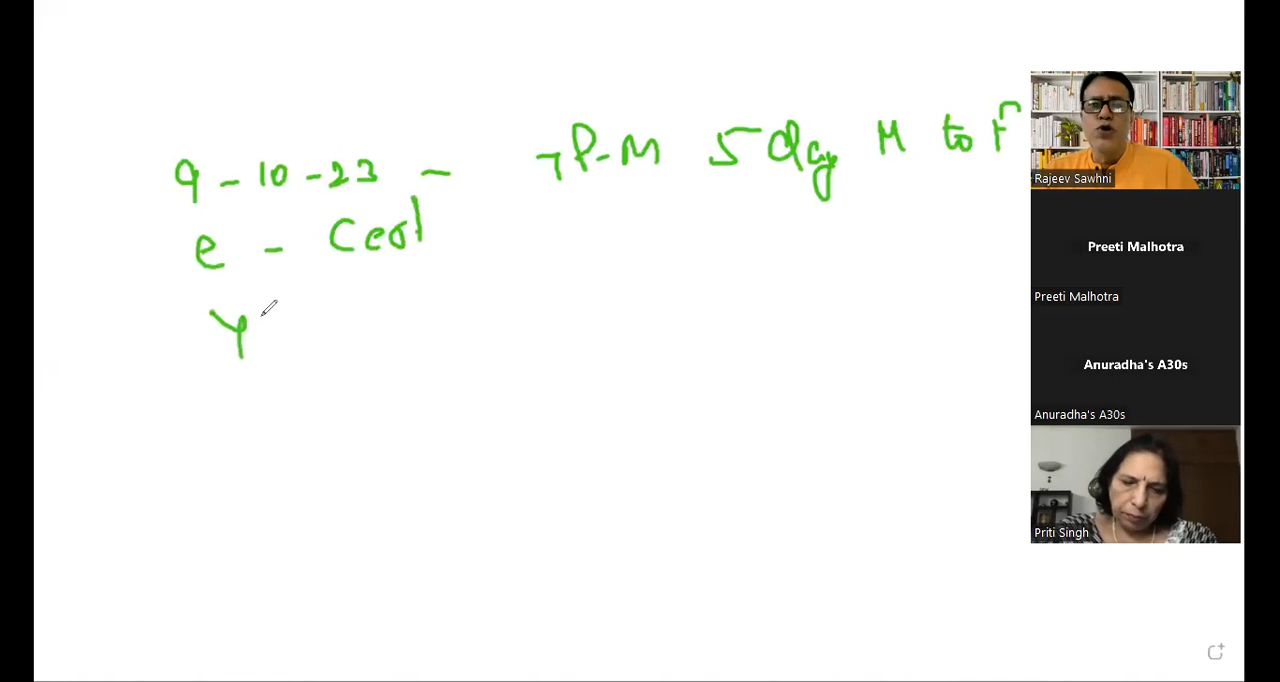 9-10-23 - 7 P-M 5 day M to F
e - Cert
Y
Rajeev Sawhni
Preeti Malhotra
Preeti Malhotra
Anuradha's A30s
Anuradha's A30s
Priti Singh